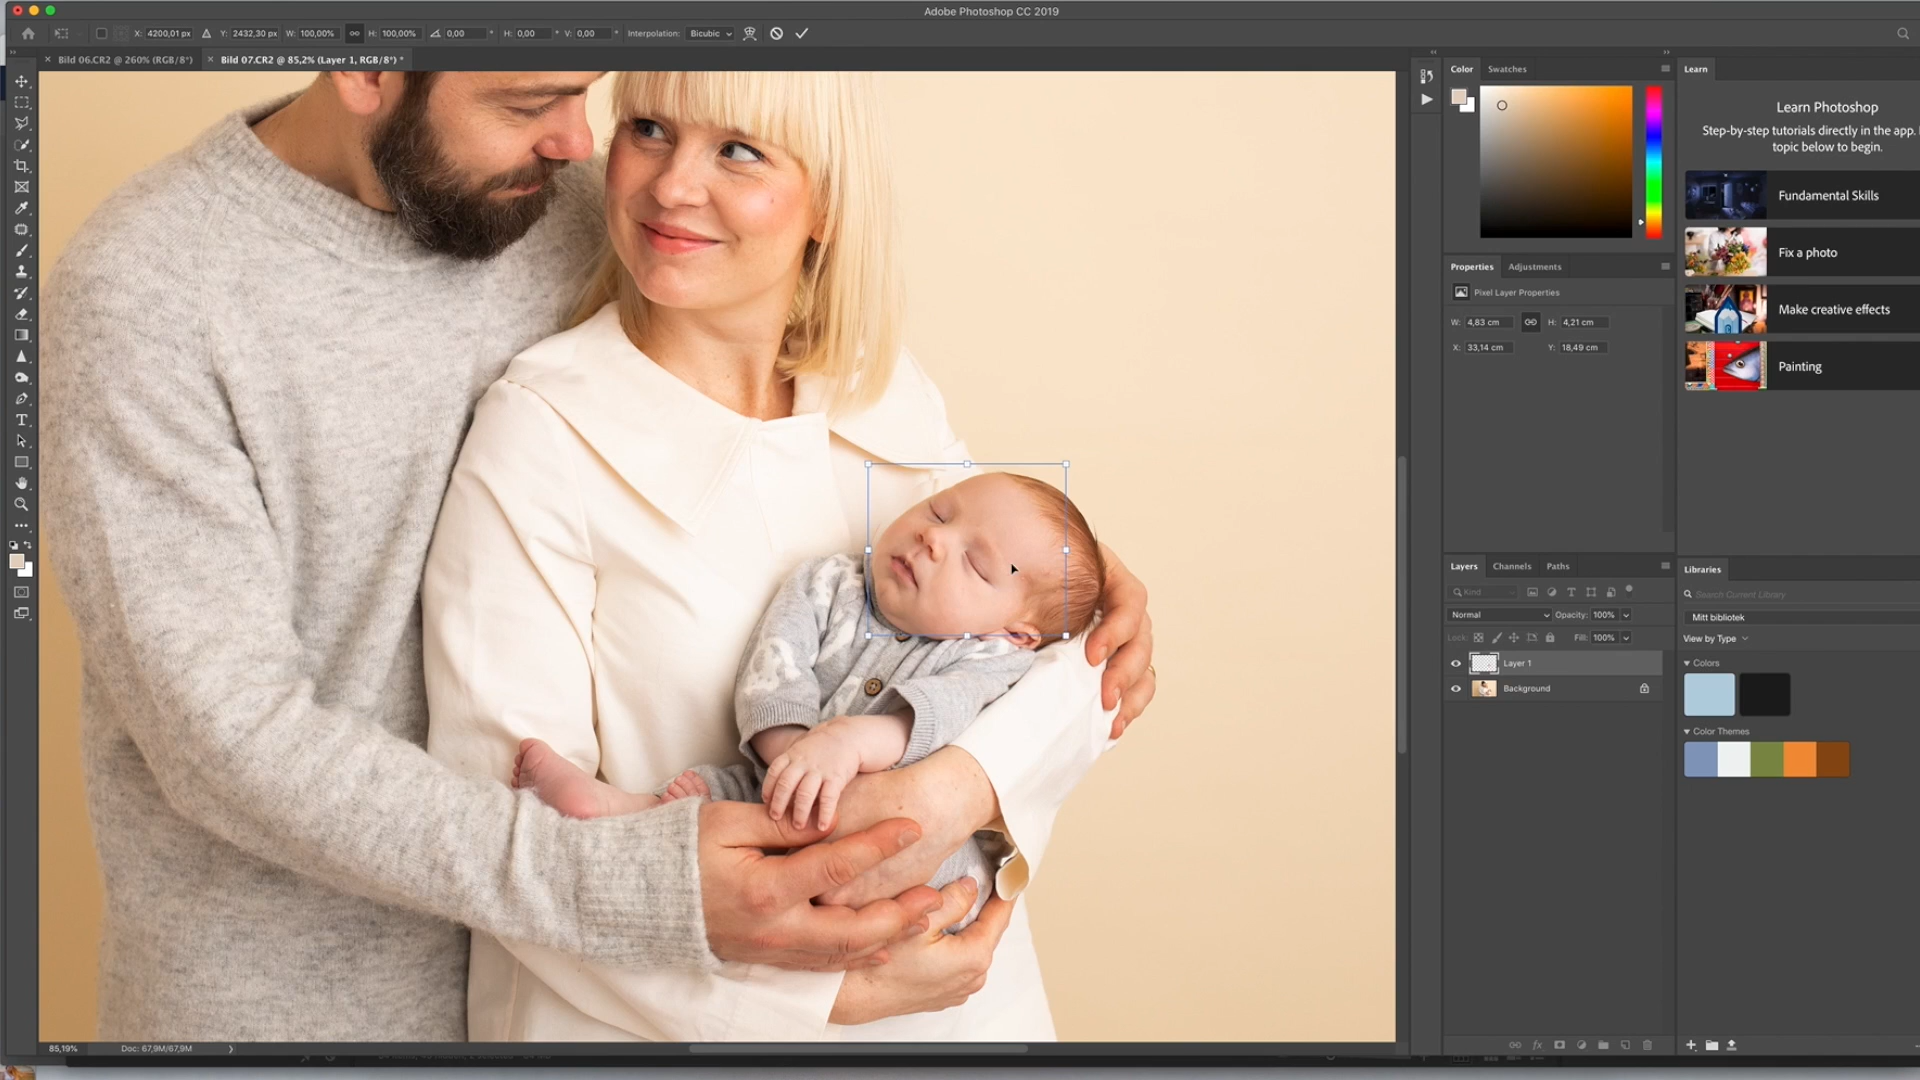 Adobe Photoshop CC 2019
X: 4200,01 px Y: 2432,30 px W: 100,00% H: 100,00% 0,00 ° H: 0,00 ° V: 0,00 ° Interpolation: Bicubic
× Bild 06.CR2 @ 260% (RGB/8*) × Bild 07.CR2 @ 85,2% (Layer 1, RGB/8*) *
Color Swatches
Learn
Learn Photoshop
Step-by-step tutorials directly in the app.
topic below to begin.
Fundamental Skills
Fix a photo
Make creative effects
Painting
Properties Adjustments
Pixel Layer Properties
W: 4,83 cm H: 4,21 cm
X: 33,14 cm Y: 18,49 cm
Layers Channels Paths
Kind
Normal Opacity: 100%
Lock: Fill: 100%
Layer 1
Background
Libraries
Search Current Library
Mitt bibliotek
View by Type
Colors
Color Themes
85,19% Doc: 67,9M/67,9M